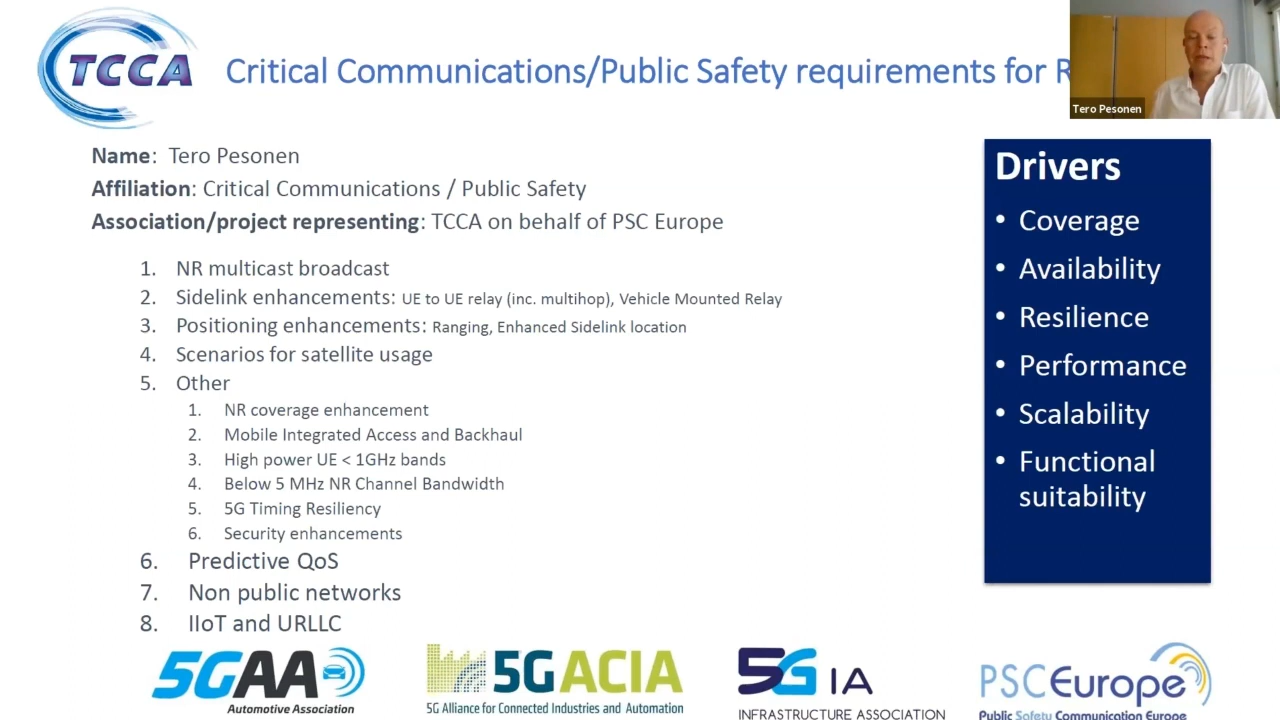 TCCA
Critical Communications/Public Safety requirements for R
Tero Pesonen
Name: Tero Pesonen
Affiliation: Critical Communications / Public Safety
Association/project representing: TCCA on behalf of PSC Europe
1. NR multicast broadcast
2. Sidelink enhancements: UE to UE relay (inc. multihop), Vehicle Mounted Relay
3. Positioning enhancements: Ranging, Enhanced Sidelink location
4. Scenarios for satellite usage
5. Other
1. NR coverage enhancement
2. Mobile Integrated Access and Backhaul
3. High power UE < 1GHz bands
4. Below 5 MHz NR Channel Bandwidth
5. 5G Timing Resiliency
6. Security enhancements
6. Predictive QoS
7. Non public networks
8. IIoT and URLLC
Drivers
• Coverage
• Availability
• Resilience
• Performance
• Scalability
• Functional
suitability
5GAA
Automotive Association
5G ACIA
5G Alliance for Connected Industries and Automation
5G IA
INFRASTRUCTURE ASSOCIATION
PSCEurope
Public Safety Communication Europe